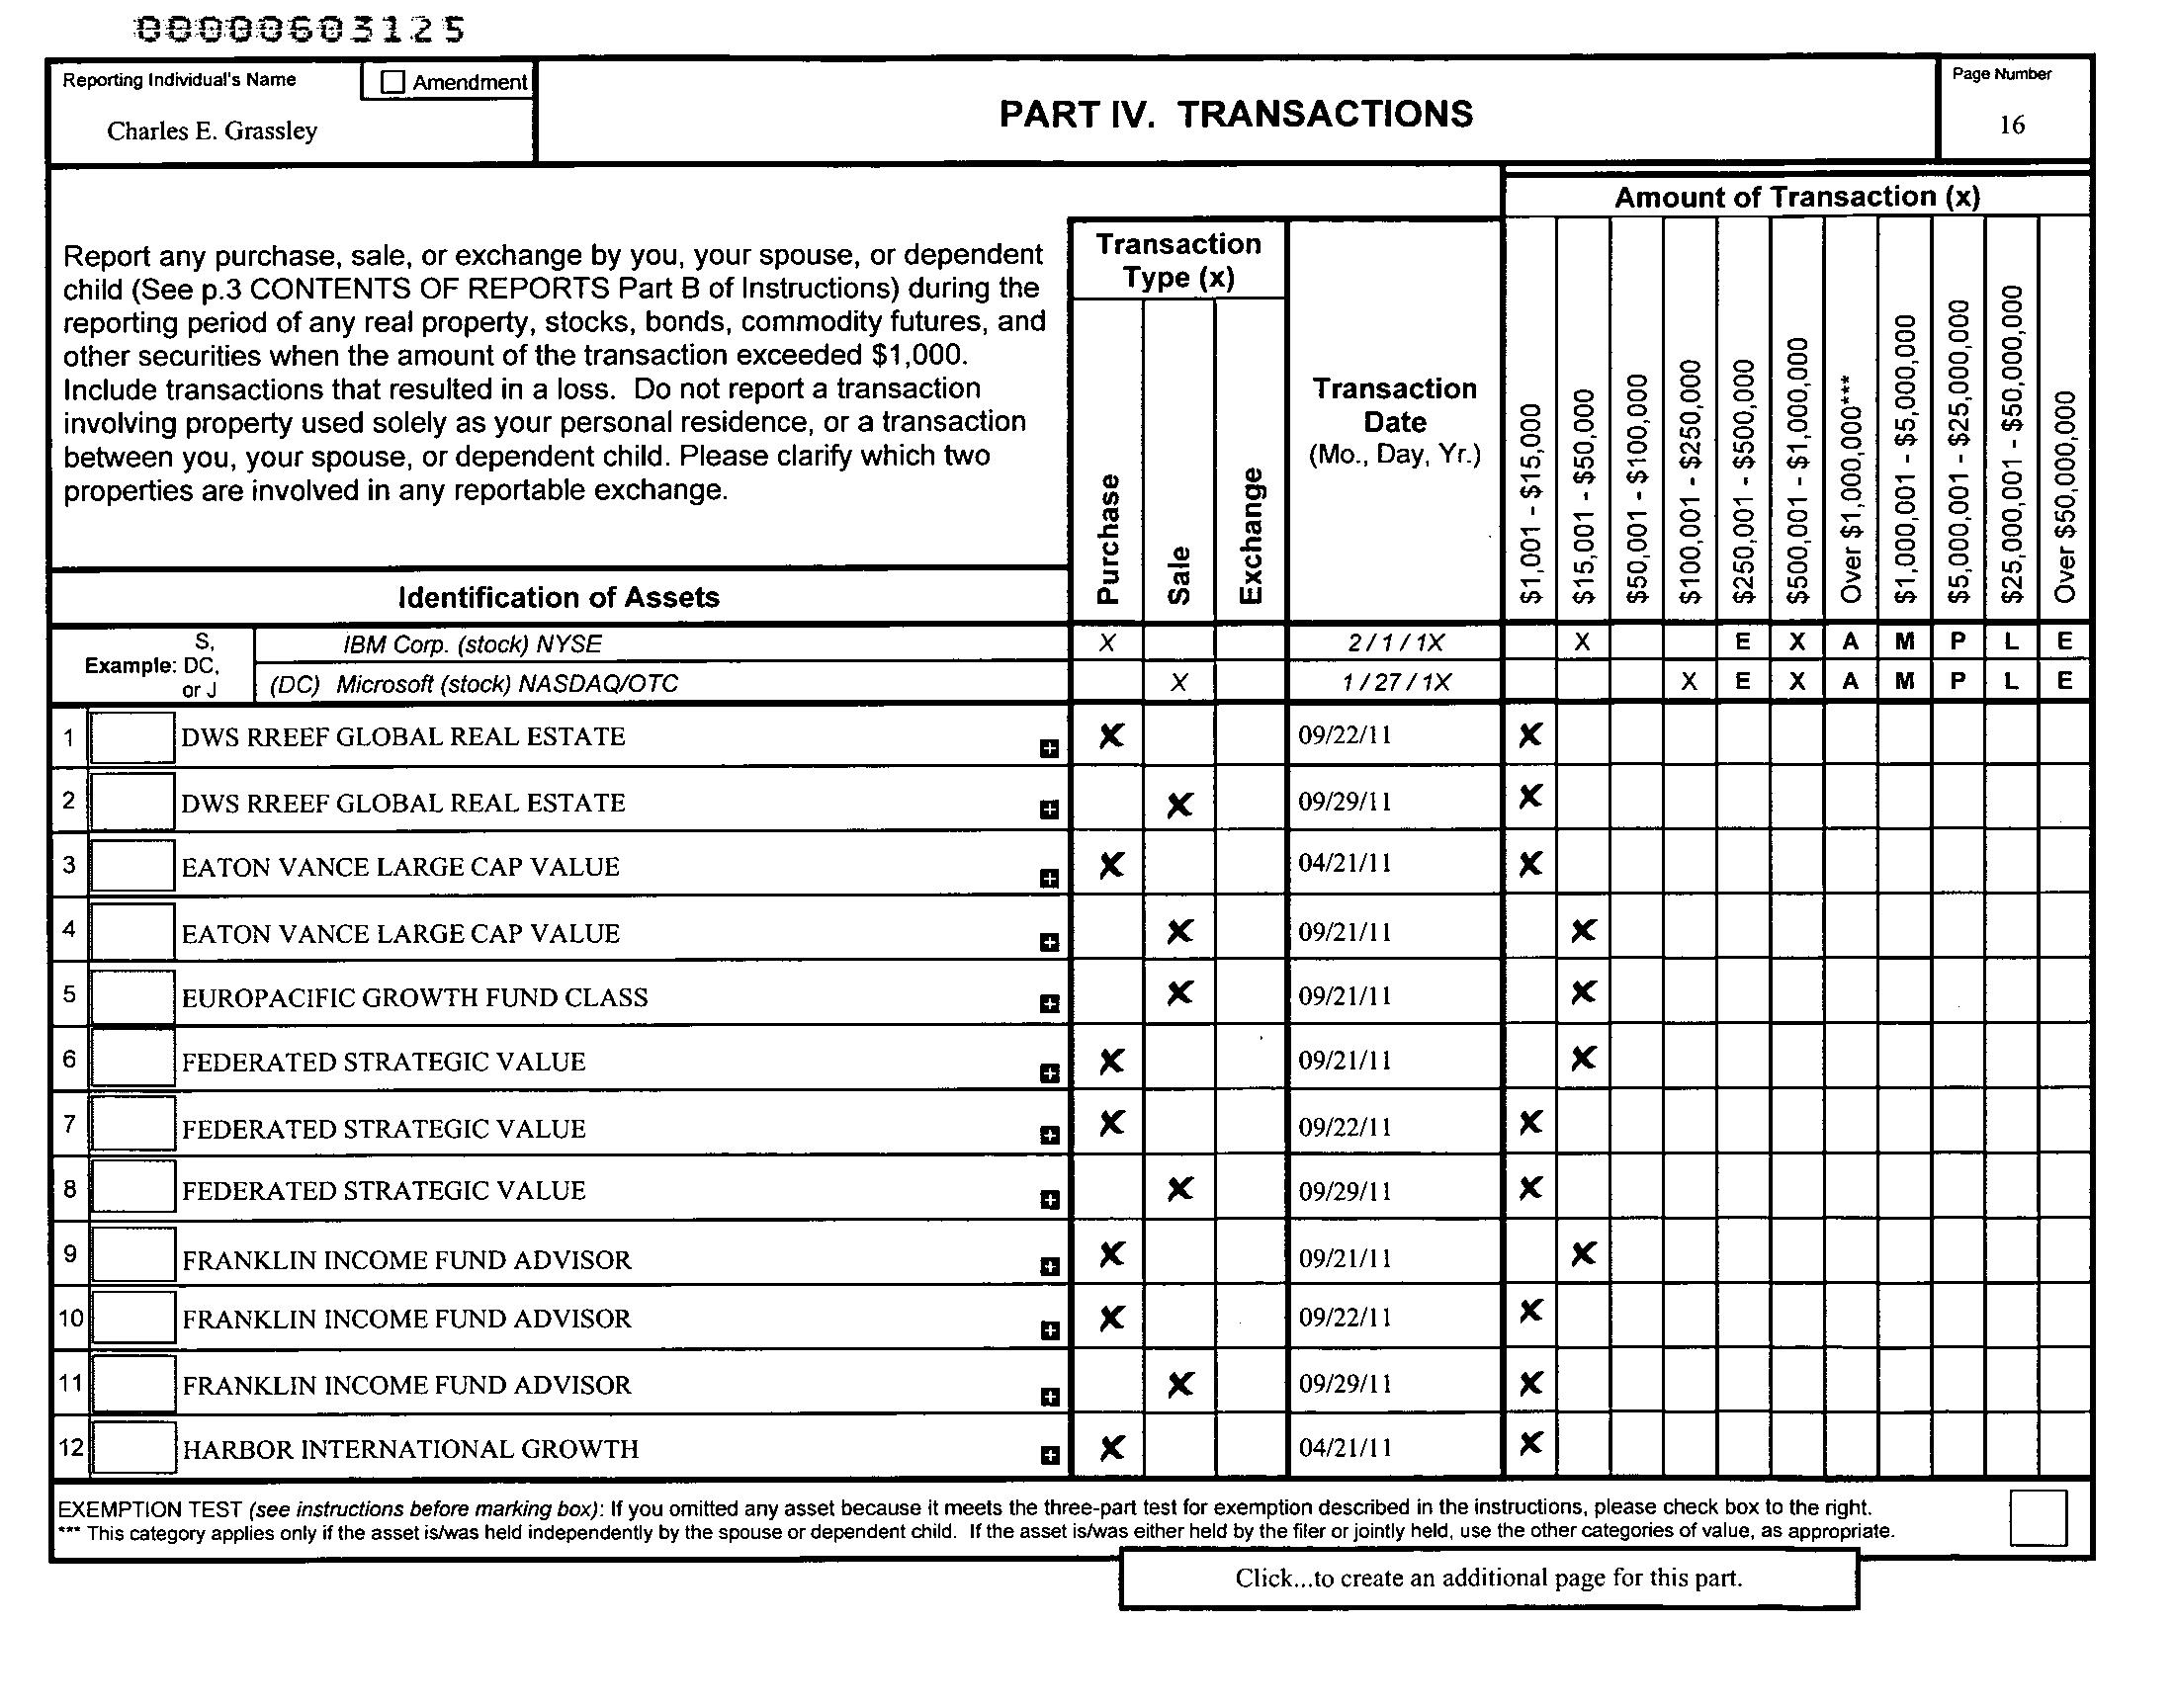 00000603125
Reporting Individual's Name
Amendment
Charles E. Grassley
PART IV. TRANSACTIONS
Page Number
16
Report any purchase, sale, or exchange by you, your spouse, or dependent
child (See p.3 CONTENTS OF REPORTS Part B of Instructions) during the
reporting period of any real property, stocks, bonds, commodity futures, and
other securities when the amount of the transaction exceeded $1,000.
Include transactions that resulted in a loss. Do not report a transaction
involving property used solely as your personal residence, or a transaction
between you, your spouse, or dependent child. Please clarify which two
properties are involved in any reportable exchange.
Identification of Assets
Transaction
Type (x)
Purchase
Sale
Exchange
Transaction
Date
(Mo., Day, Yr.)
Amount of Transaction (x)
$1,001 - $15,000
$15,001 - $50,000
$50,001 - $100,000
$100,001 - $250,000
$250,001 - $500,000
$500,001 - $1,000,000
Over $1,000,000***
$1,000,001 - $5,000,000
$5,000,001 - $25,000,000
$25,000,001 - $50,000,000
Over $50,000,000
Example: S, DC, or J
IBM Corp. (stock) NYSE X 2 / 1 / 1X X E X A M P L E
(DC) Microsoft (stock) NASDAQ/OTC X 1 / 27 / 1X X E X A M P L E
1 DWS RREEF GLOBAL REAL ESTATE X 09/22/11 X
2 DWS RREEF GLOBAL REAL ESTATE X 09/29/11 X
3 EATON VANCE LARGE CAP VALUE X 04/21/11 X
4 EATON VANCE LARGE CAP VALUE X 09/21/11 X
5 EUROPACIFIC GROWTH FUND CLASS X 09/21/11 X
6 FEDERATED STRATEGIC VALUE X 09/21/11 X
7 FEDERATED STRATEGIC VALUE X 09/22/11 X
8 FEDERATED STRATEGIC VALUE X 09/29/11 X
9 FRANKLIN INCOME FUND ADVISOR X 09/21/11 X
10 FRANKLIN INCOME FUND ADVISOR X 09/22/11 X
11 FRANKLIN INCOME FUND ADVISOR X 09/29/11 X
12 HARBOR INTERNATIONAL GROWTH X 04/21/11 X
EXEMPTION TEST (see instructions before marking box): If you omitted any asset because it meets the three-part test for exemption described in the instructions, please check box to the right.
*** This category applies only if the asset is/was held independently by the spouse or dependent child. If the asset is/was either held by the filer or jointly held, use the other categories of value, as appropriate.
Click...to create an additional page for this part.